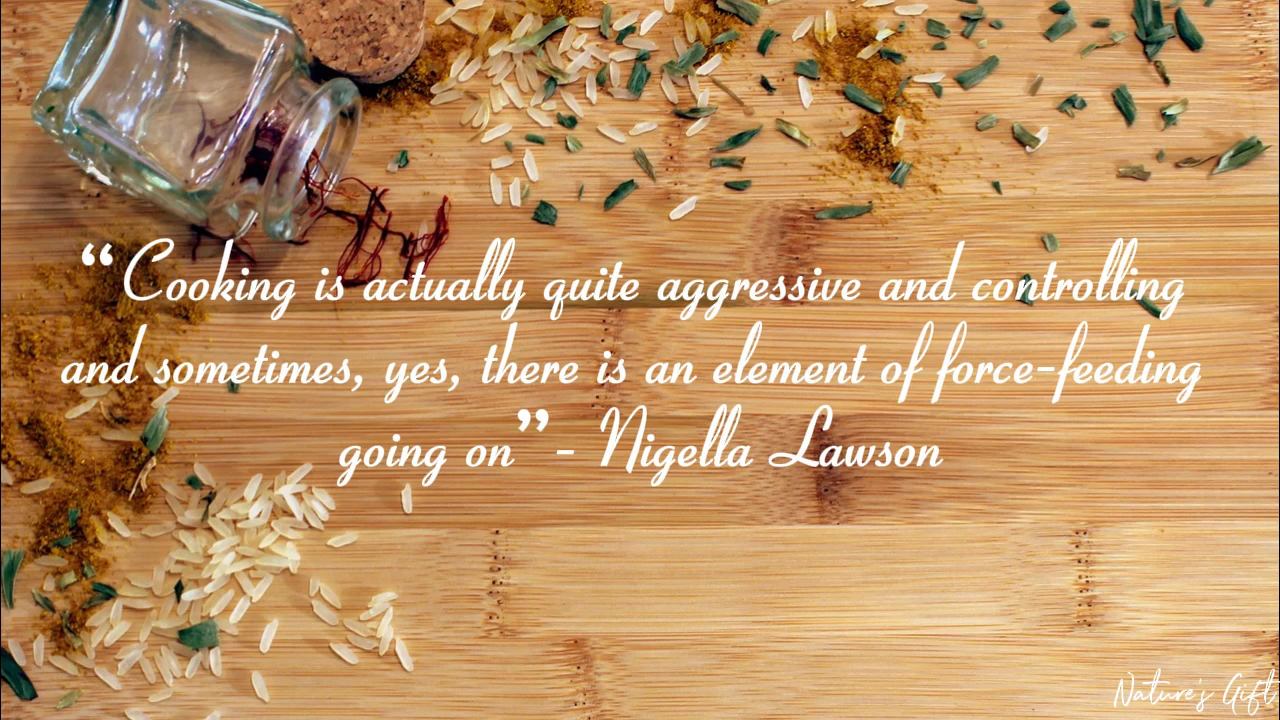 “Cooking is actually quite aggressive and controlling
and sometimes, yes, there is an element of force-feeding
going on”- Nigella Lawson
Nature's Gift